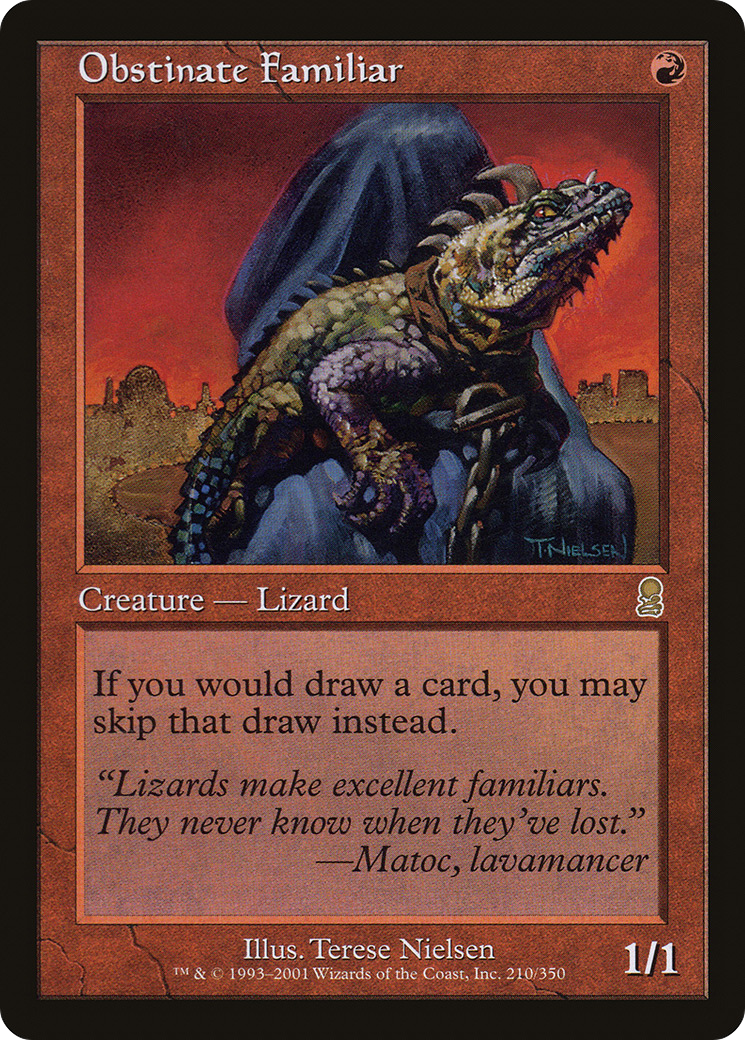 Obstinate Familiar
T. NIELSEN
Creature — Lizard
If you would draw a card, you may
skip that draw instead.
“Lizards make excellent familiars.
They never know when they’ve lost.”
—Matoc, lavamancer
Illus. Terese Nielsen
™ & © 1993–2001 Wizards of the Coast, Inc. 210/350
1/1